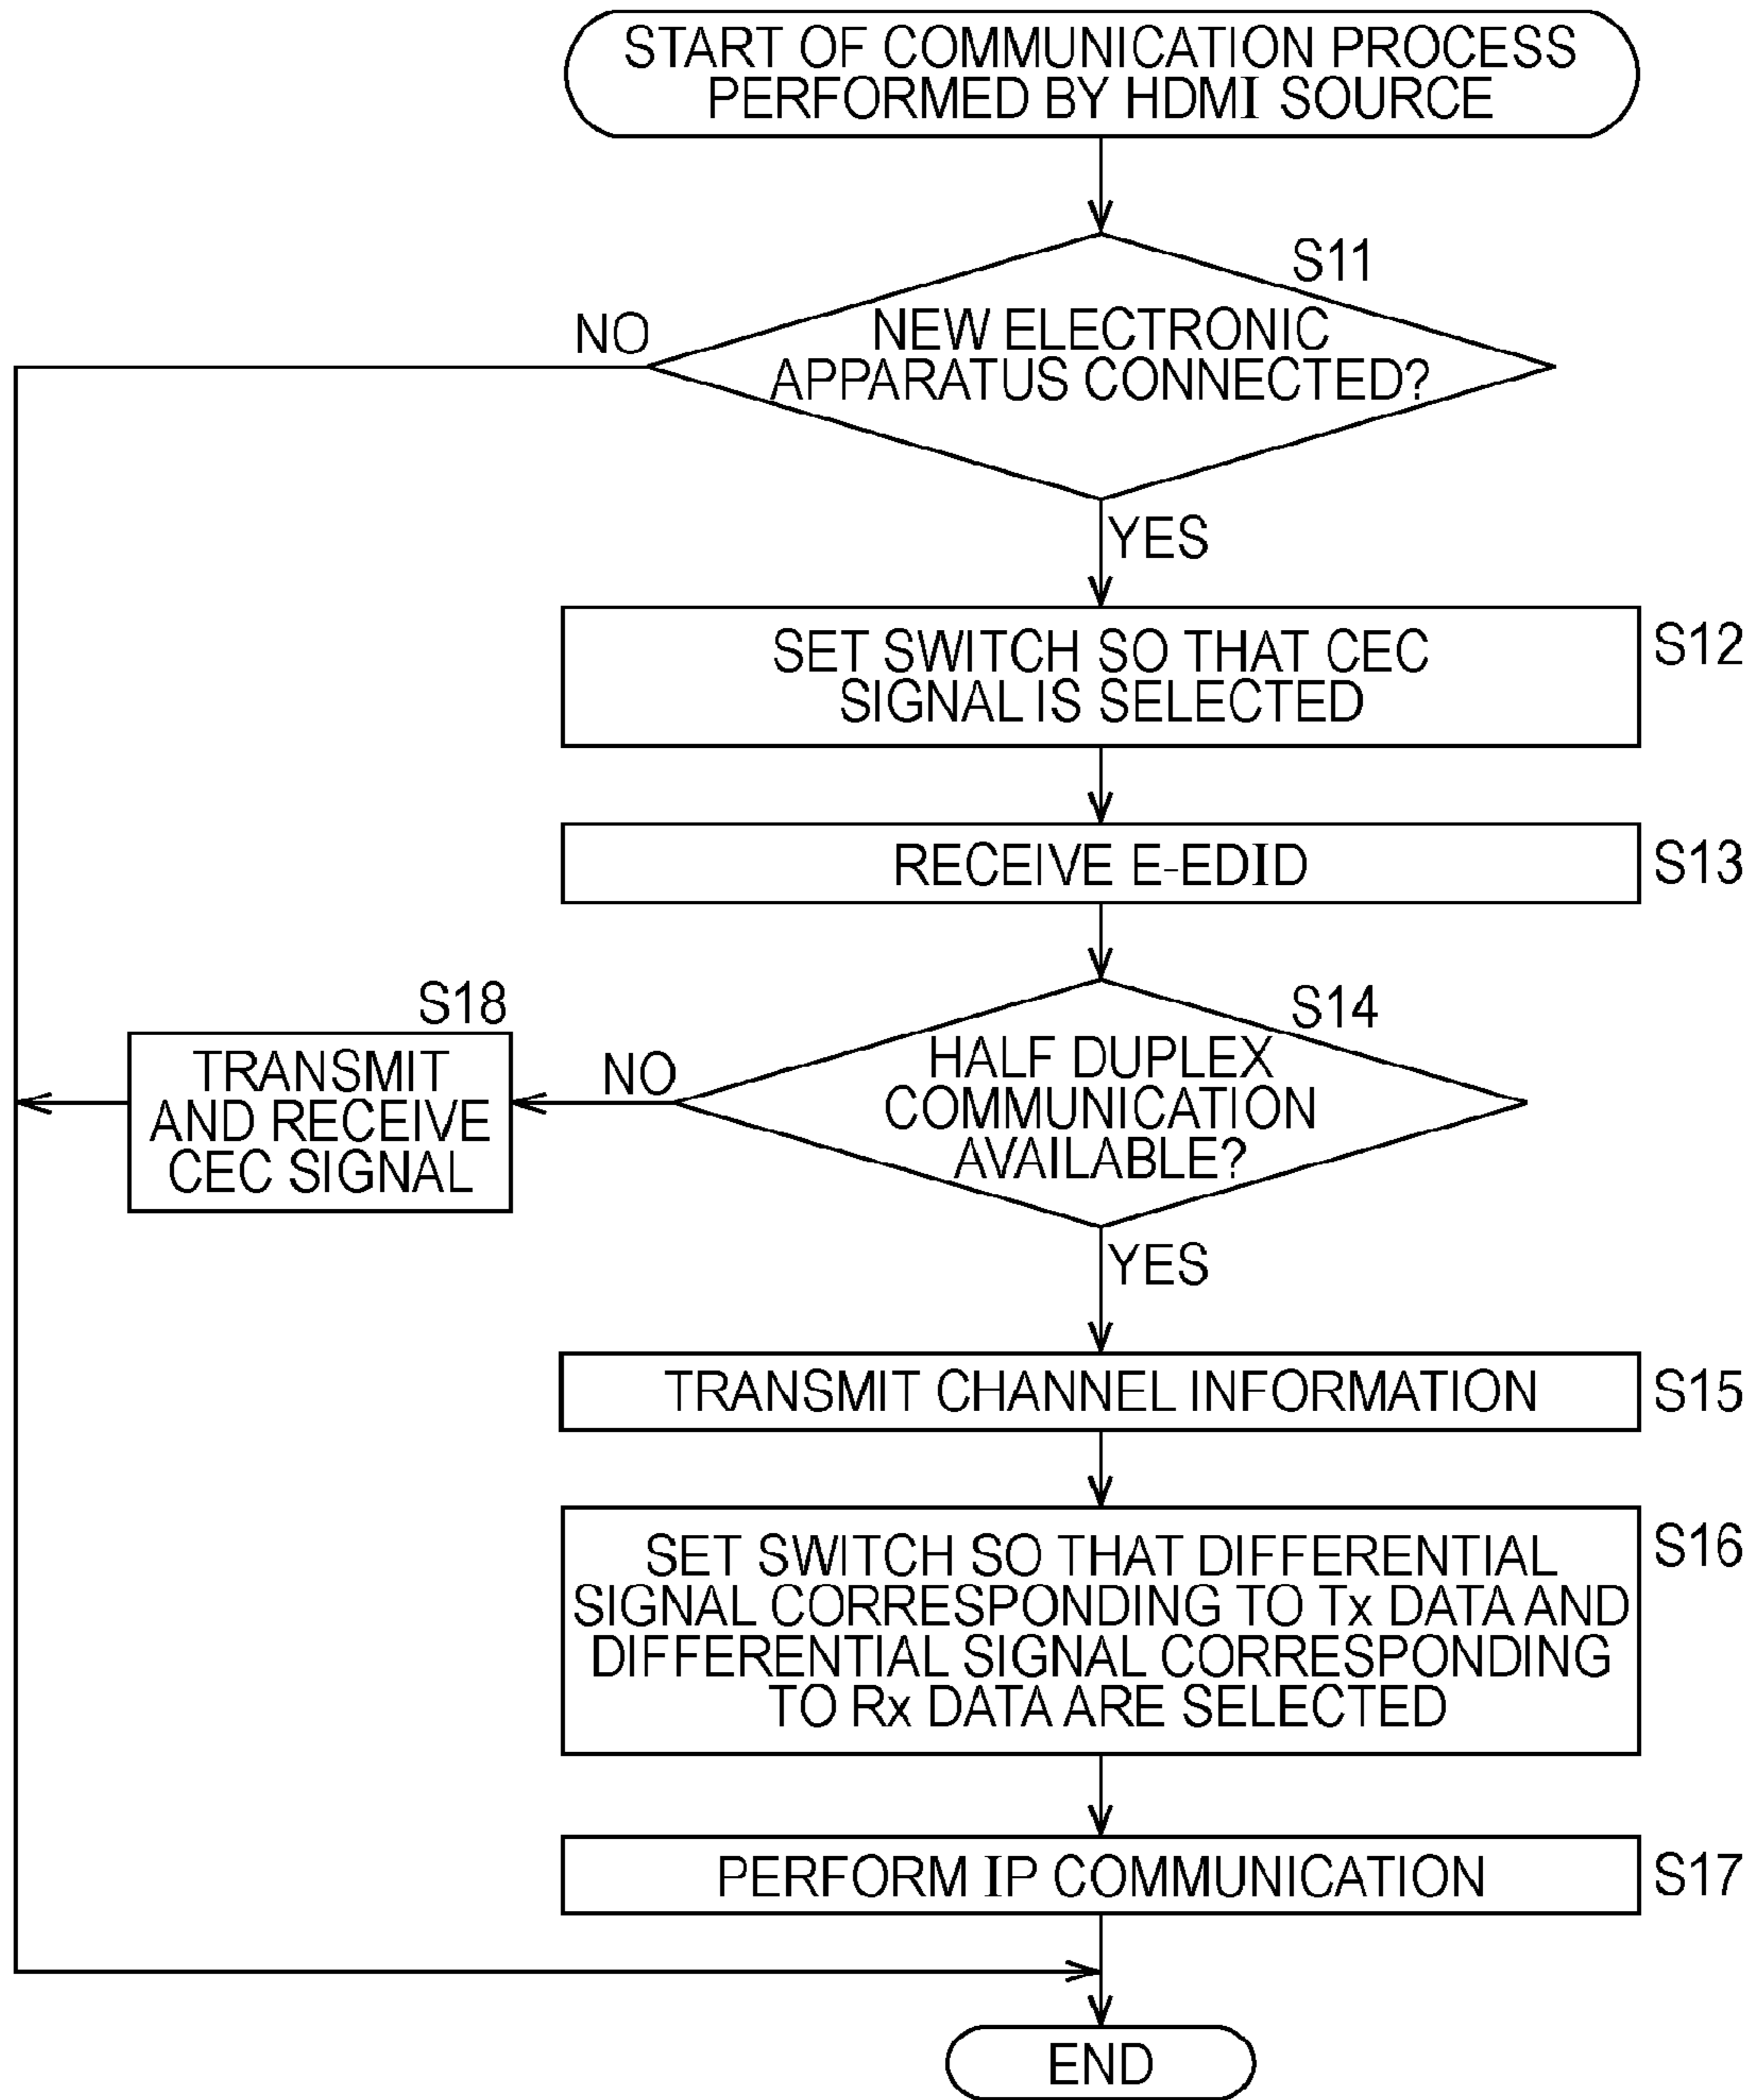 START OF COMMUNICATION PROCESS
PERFORMED BY HDMI SOURCE
S11
NO
NEW ELECTRONIC
APPARATUS CONNECTED?
YES
SET SWITCH SO THAT CEC
SIGNAL IS SELECTED
S12
RECEIVE E-EDID
S13
S18
TRANSMIT
AND RECEIVE
CEC SIGNAL
NO
S14
HALF DUPLEX
COMMUNICATION
AVAILABLE?
YES
TRANSMIT CHANNEL INFORMATION
S15
SET SWITCH SO THAT DIFFERENTIAL
SIGNAL CORRESPONDING TO Tx DATA AND
DIFFERENTIAL SIGNAL CORRESPONDING
TO Rx DATA ARE SELECTED
S16
PERFORM IP COMMUNICATION
S17
END